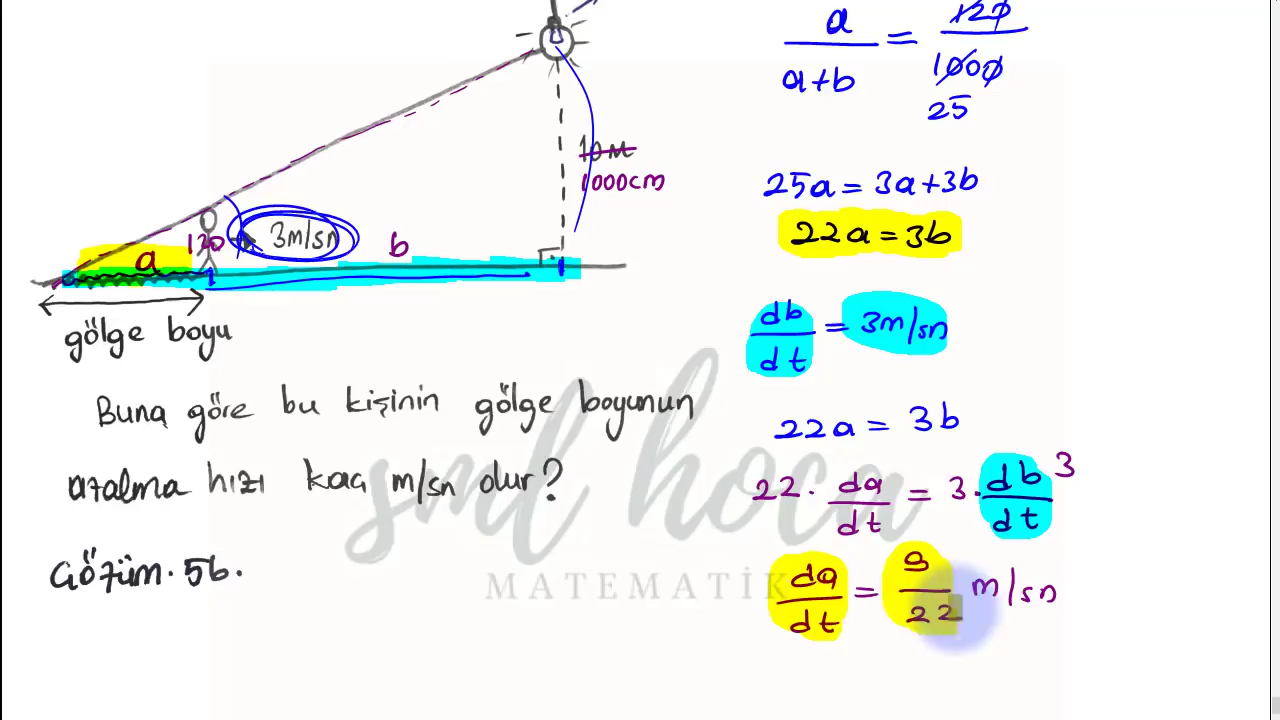 10m
1000cm
120
3m/sn
a
b
gölge boyu
Buna göre bu kişinin gölge boyunun
azalma hızı kaç m/sn olur?
Çözüm. 56.
a / a+b = 120 / 1000
25
25a = 3a+3b
22a = 3b
db/dt = 3m/sn
22a = 3b
22. da/dt = 3. db/dt 3
da/dt = 9/22 m/sn
sml hoca
MATEMATİK